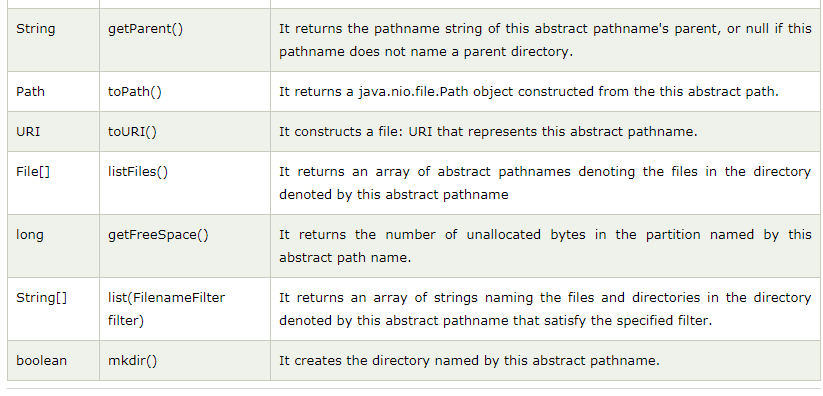 String getParent() It returns the pathname string of this abstract pathname's parent, or null if this
pathname does not name a parent directory.
Path toPath() It returns a java.nio.file.Path object constructed from the this abstract path.
URI toURI() It constructs a file: URI that represents this abstract pathname.
File[] listFiles() It returns an array of abstract pathnames denoting the files in the directory
denoted by this abstract pathname
long getFreeSpace() It returns the number of unallocated bytes in the partition named by this
abstract path name.
String[] list(FilenameFilter It returns an array of strings naming the files and directories in the directory
filter) denoted by this abstract pathname that satisfy the specified filter.
boolean mkdir() It creates the directory named by this abstract pathname.